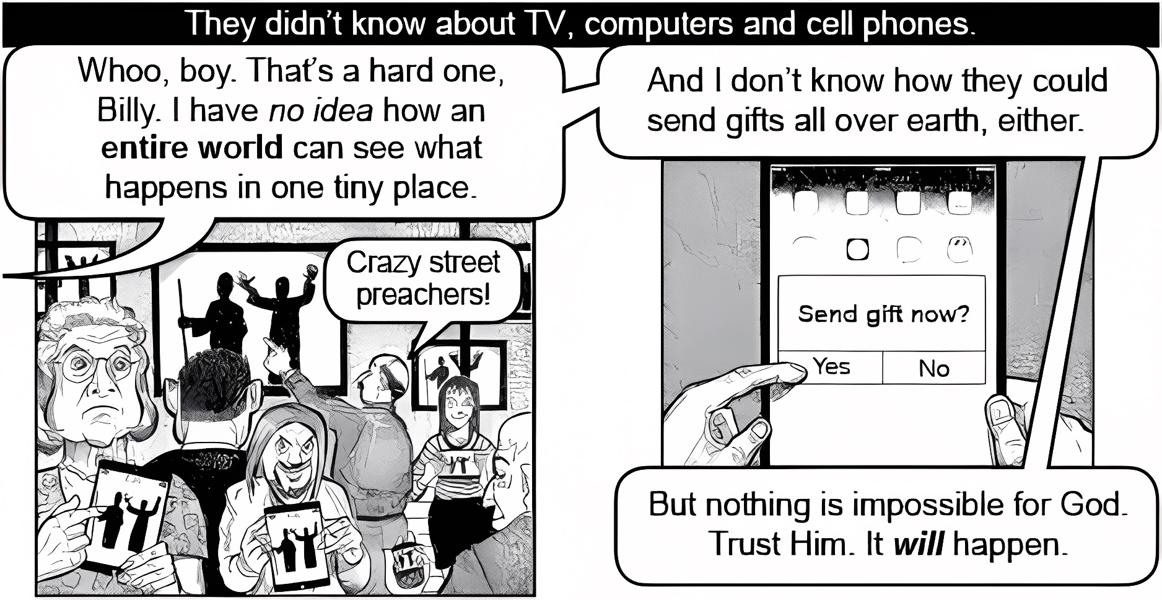 They didn't know about TV, computers and cell phones.
Whoo, boy. That's a hard one,
Billy. I have no idea how an
entire world can see what
happens in one tiny place.
Crazy street
preachers!
And I don't know how they could
send gifts all over earth, either.
Send gift now?
Yes
No
But nothing is impossible for God.
Trust Him. It will happen.